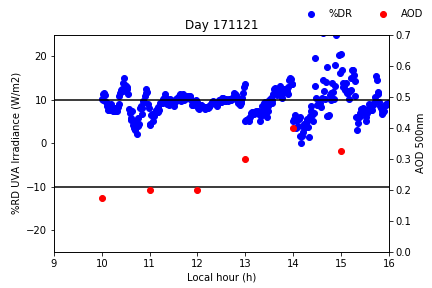 %DR AOD
Day 171121
%RD UVA Irradiance (W/m2)
20
10
0
−10
−20
0.7
0.6
0.5
0.4
0.3
0.2
0.1
0.0
AOD 500nm
9 10 11 12 13 14 15 16
Local hour (h)